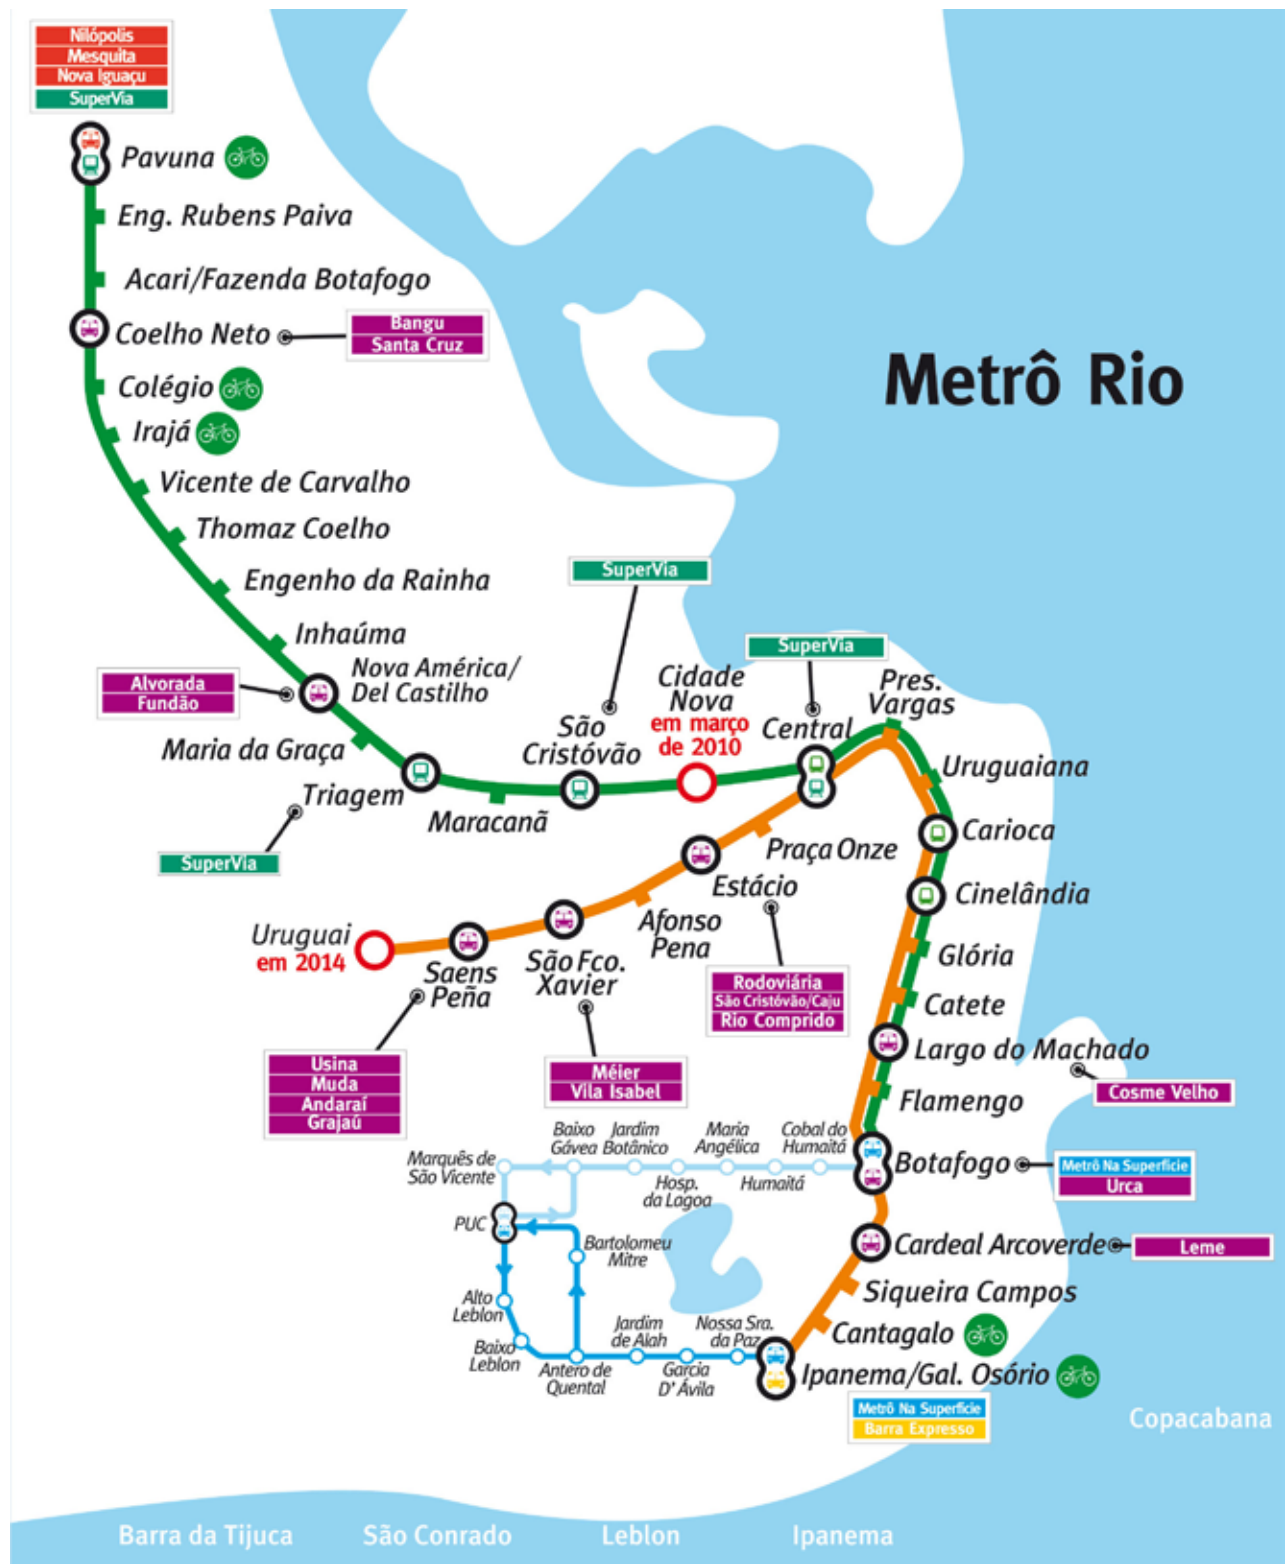 Nilópolis
Mesquita
Nova Iguaçu
SuperVia
Pavuna
Eng. Rubens Paiva
Acari/Fazenda Botafogo
Coelho Neto
Bangu
Santa Cruz
Metrô Rio
Colégio
Irajá
Vicente de Carvalho
Thomaz Coelho
Engenho da Rainha
Inhaúma
Nova América/
Del Castilho
Alvorada
Fundão
Maria da Graça
Triagem
SuperVia
Maracanã
SuperVia
São
Cristóvão
Cidade
Nova
em março
de 2010
SuperVia
Central
Pres.
Vargas
Uruguaiana
Carioca
Cinelândia
Praça Onze
Estácio
Rodoviária
São Cristóvão/Caju
Rio Comprido
Afonso
Pena
São Fco.
Xavier
Méier
Vila Isabel
Saens
Peña
Usina
Muda
Andaraí
Grajaú
Uruguai
em 2014
Glória
Catete
Largo do Machado
Cosme Velho
Flamengo
Botafogo
Metrô Na Superfície
Urca
Cobal do
Humaitá
Humaitá
Maria
Angélica
Hosp.
da Lagoa
Jardim
Botânico
Baixo
Gávea
Marquês de
São Vicente
PUC
Bartolomeu
Mitre
Alto
Leblon
Baixo
Leblon
Antero de
Quental
Jardim
de Alah
Garcia
D' Ávila
Nossa Sra.
da Paz
Cardeal Arcoverde
Leme
Siqueira Campos
Cantagalo
Ipanema/Gal. Osório
Metrô Na Superfície
Barra Expresso
Copacabana
Barra da Tijuca
São Conrado
Leblon
Ipanema